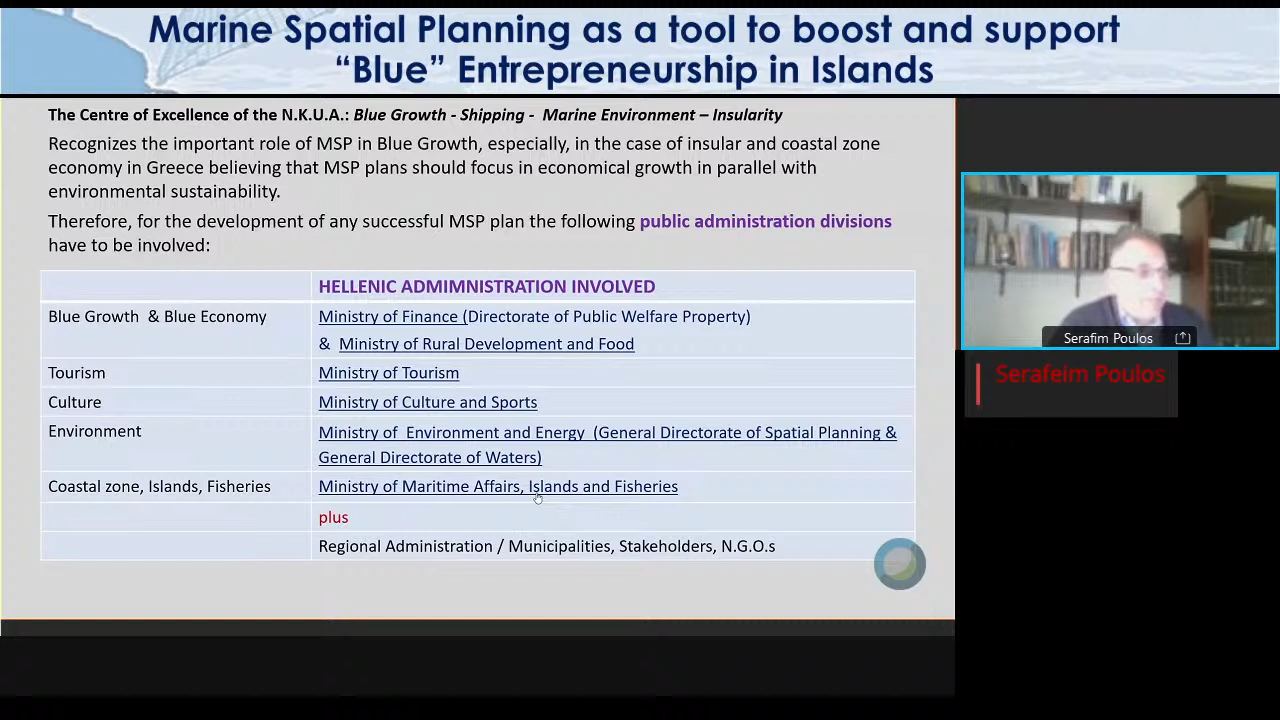 Marine Spatial Planning as a tool to boost and support
“Blue” Entrepreneurship in Islands
The Centre of Excellence of the N.K.U.A.: Blue Growth - Shipping - Marine Environment – Insularity
Recognizes the important role of MSP in Blue Growth, especially, in the case of insular and coastal zone
economy in Greece believing that MSP plans should focus in economical growth in parallel with
environmental sustainability.
Therefore, for the development of any successful MSP plan the following public administration divisions
have to be involved:
HELLENIC ADMIMNISTRATION INVOLVED
Blue Growth & Blue Economy
Ministry of Finance (Directorate of Public Welfare Property)
& Ministry of Rural Development and Food
Tourism
Ministry of Tourism
Culture
Ministry of Culture and Sports
Environment
Ministry of Environment and Energy (General Directorate of Spatial Planning &
General Directorate of Waters)
Coastal zone, Islands, Fisheries
Ministry of Maritime Affairs, Islands and Fisheries
plus
Regional Administration / Municipalities, Stakeholders, N.G.O.s
Serafim Poulos
Serafeim Poulos